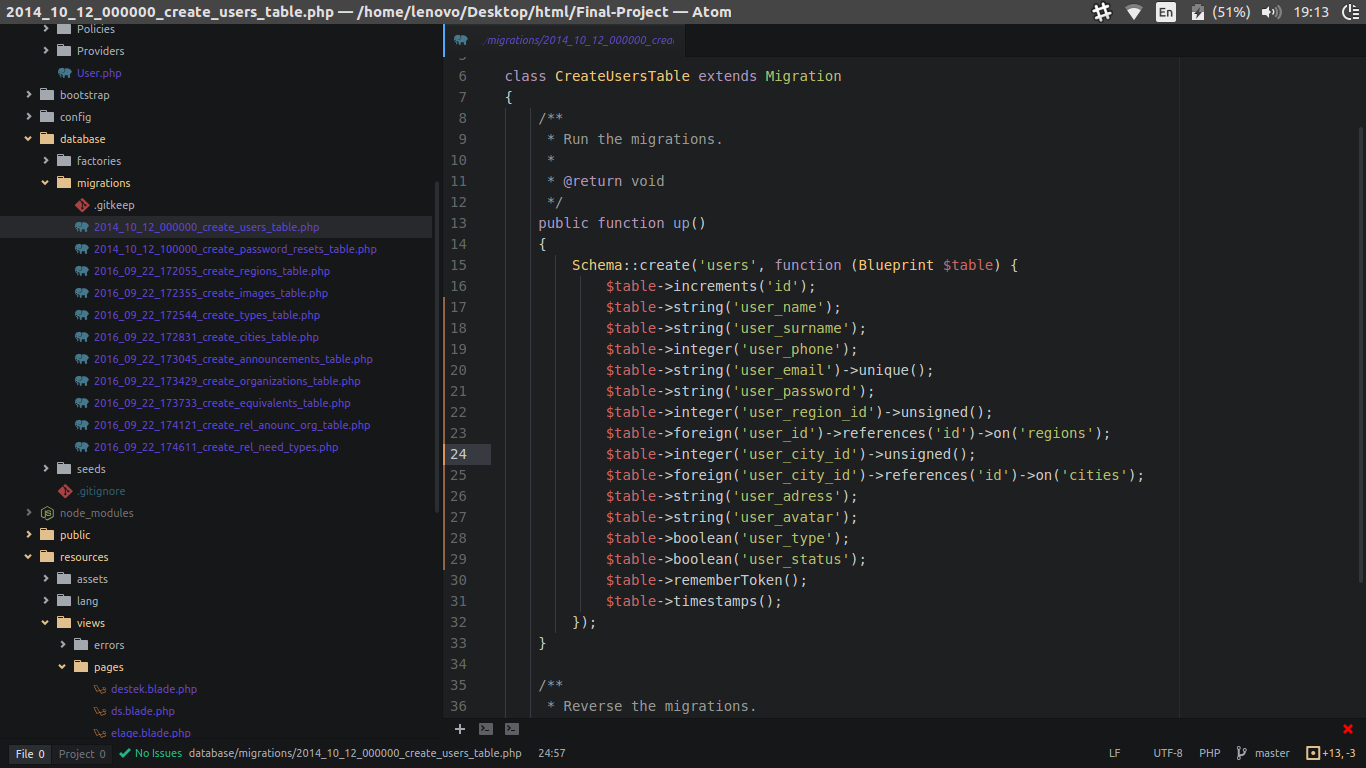 2014_10_12_000000_create_users_table.php — /home/lenovo/Desktop/html/Final-Project — Atom
En (51%) 19:13
Policies
Providers
User.php
bootstrap
config
database
factories
migrations
.gitkeep
2014_10_12_000000_create_users_table.php
2014_10_12_100000_create_password_resets_table.php
2016_09_22_172055_create_regions_table.php
2016_09_22_172355_create_images_table.php
2016_09_22_172544_create_types_table.php
2016_09_22_172831_create_cities_table.php
2016_09_22_173045_create_announcements_table.php
2016_09_22_173429_create_organizations_table.php
2016_09_22_173733_create_equivalents_table.php
2016_09_22_174121_create_rel_anounc_org_table.php
2016_09_22_174611_create_rel_need_types.php
seeds
.gitignore
node_modules
public
resources
assets
lang
views
errors
pages
destek.blade.php
ds.blade.php
elage.blade.php
/migrations/2014_10_12_000000_crea
5
6 class CreateUsersTable extends Migration
7 {
8 /**
9 * Run the migrations.
10 *
11 * @return void
12 */
13 public function up()
14 {
15 Schema::create('users', function (Blueprint $table) {
16 $table->increments('id');
17 $table->string('user_name');
18 $table->string('user_surname');
19 $table->integer('user_phone');
20 $table->string('user_email')->unique();
21 $table->string('user_password');
22 $table->integer('user_region_id')->unsigned();
23 $table->foreign('user_id')->references('id')->on('regions');
24 $table->integer('user_city_id')->unsigned();
25 $table->foreign('user_city_id')->references('id')->on('cities');
26 $table->string('user_adress');
27 $table->string('user_avatar');
28 $table->boolean('user_type');
29 $table->boolean('user_status');
30 $table->rememberToken();
31 $table->timestamps();
32 });
33 }
34
35 /**
36 * Reverse the migrations.
File 0 Project 0 No Issues database/migrations/2014_10_12_000000_create_users_table.php 24:57 LF UTF-8 PHP master +13, -3